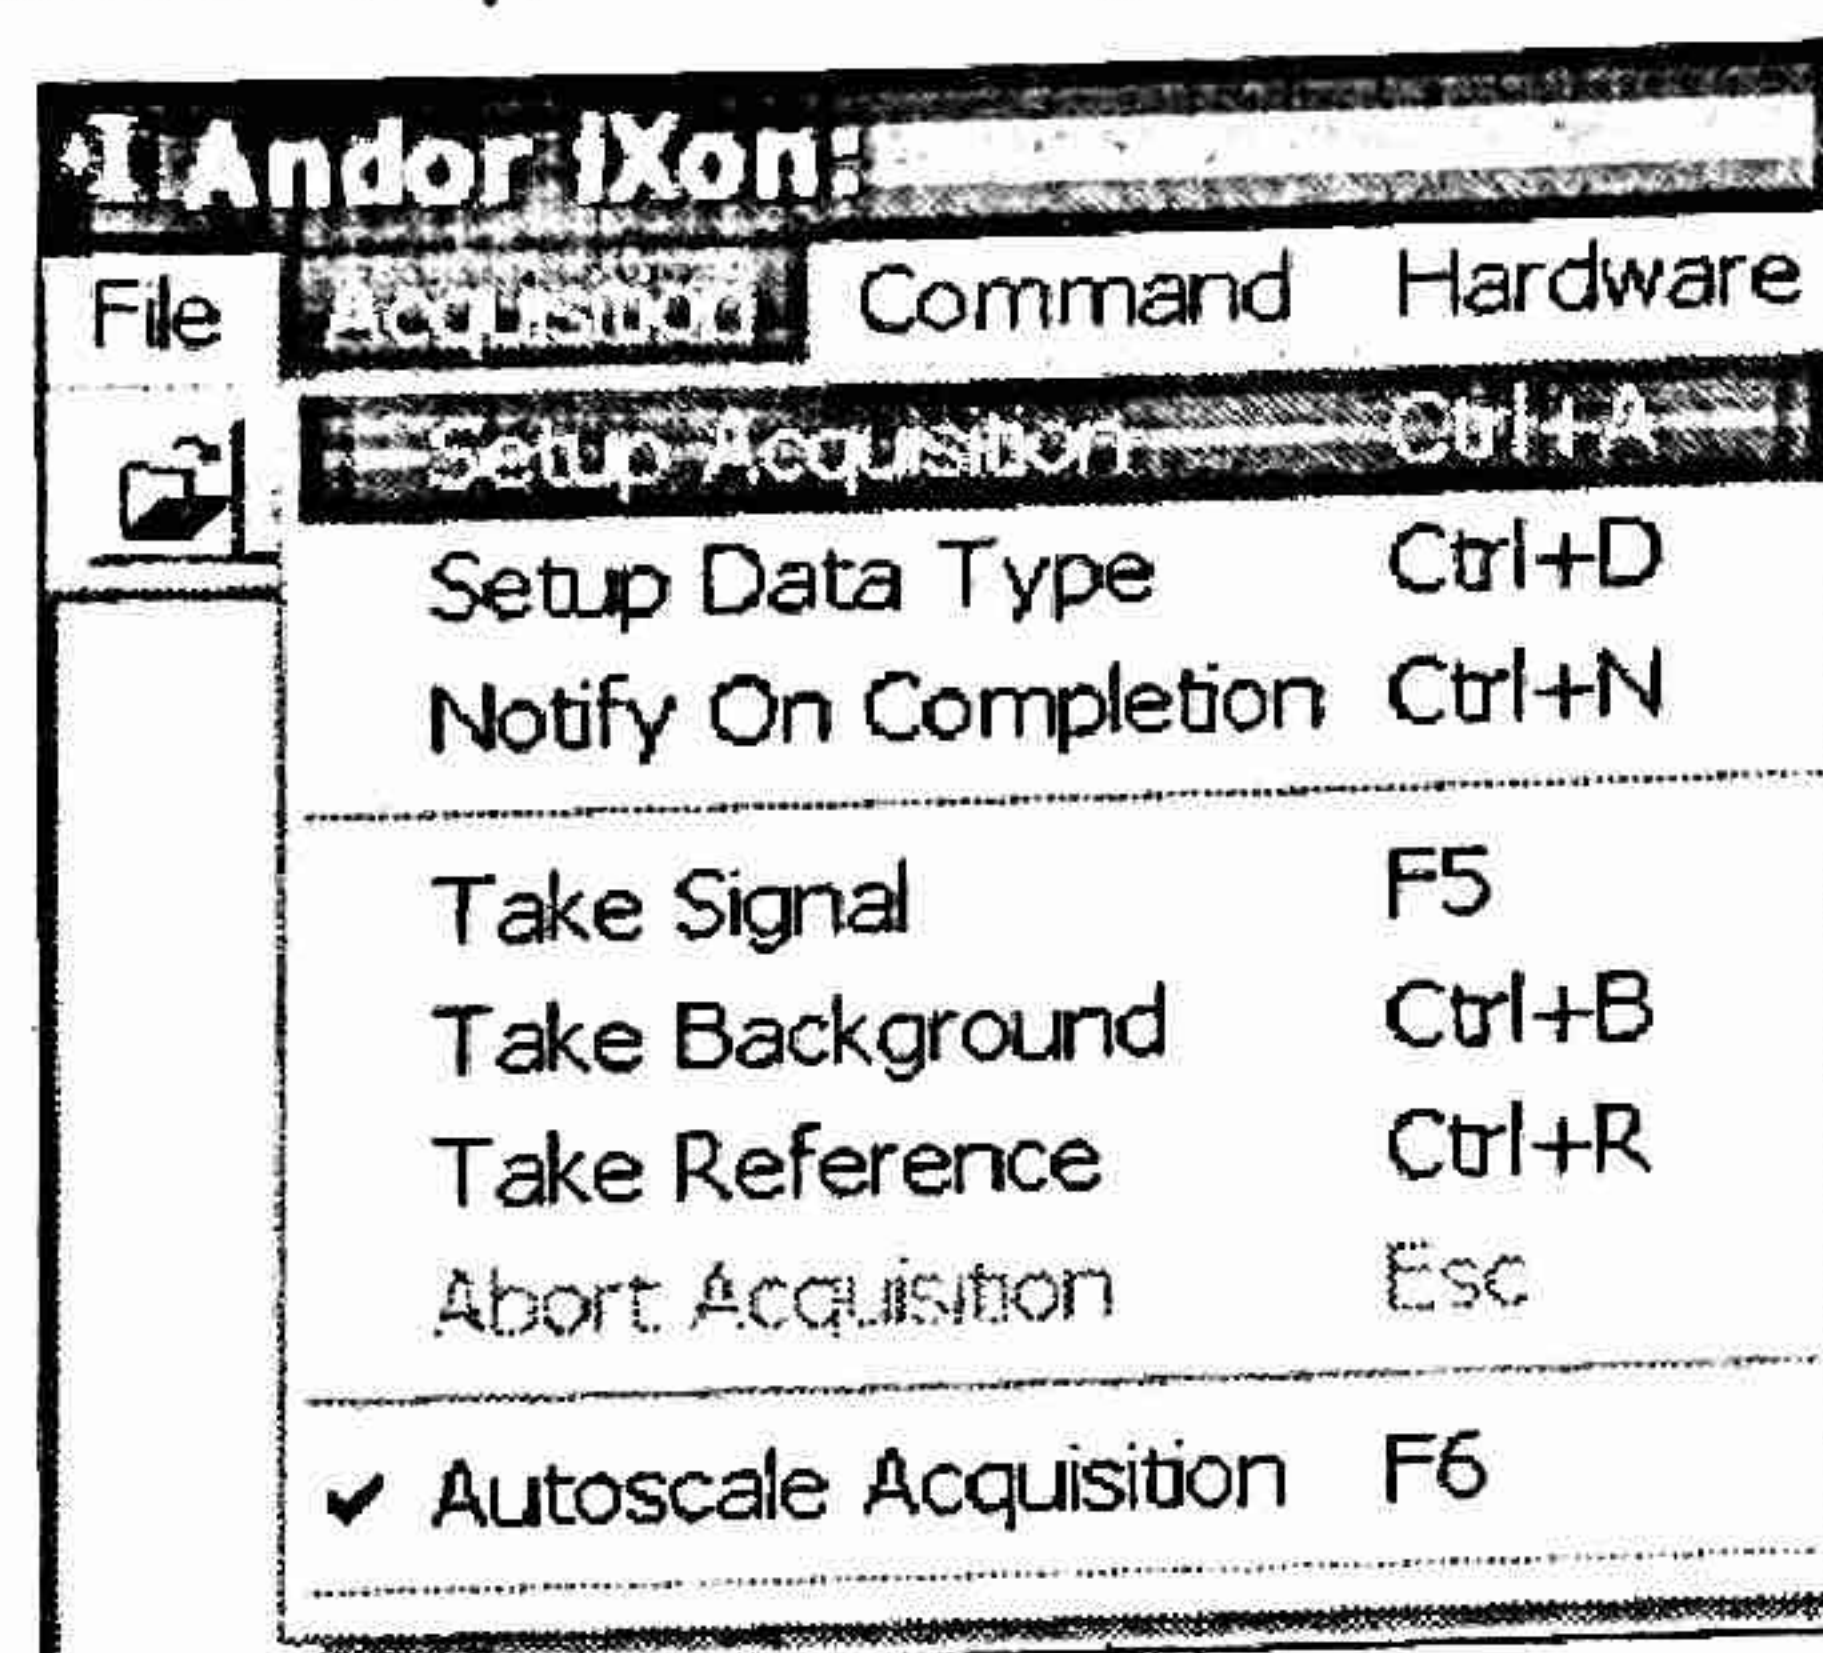 Andor iXon:
File Acquisition Command Hardware
Setup Acquisition Ctrl+A
Setup Data Type Ctrl+D
Notify On Completion Ctrl+N
Take Signal F5
Take Background Ctrl+B
Take Reference Ctrl+R
Abort Acquisition Esc
Autoscale Acquisition F6